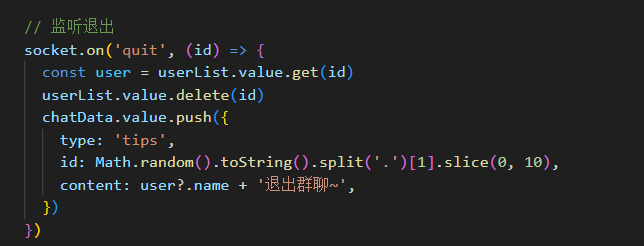 // 监听退出
socket.on('quit', (id) => {
  const user = userList.value.get(id)
  userList.value.delete(id)
  chatData.value.push({
    type: 'tips',
    id: Math.random().toString().split('.')[1].slice(0, 10),
    content: user?.name + '退出群聊~',
  })
})